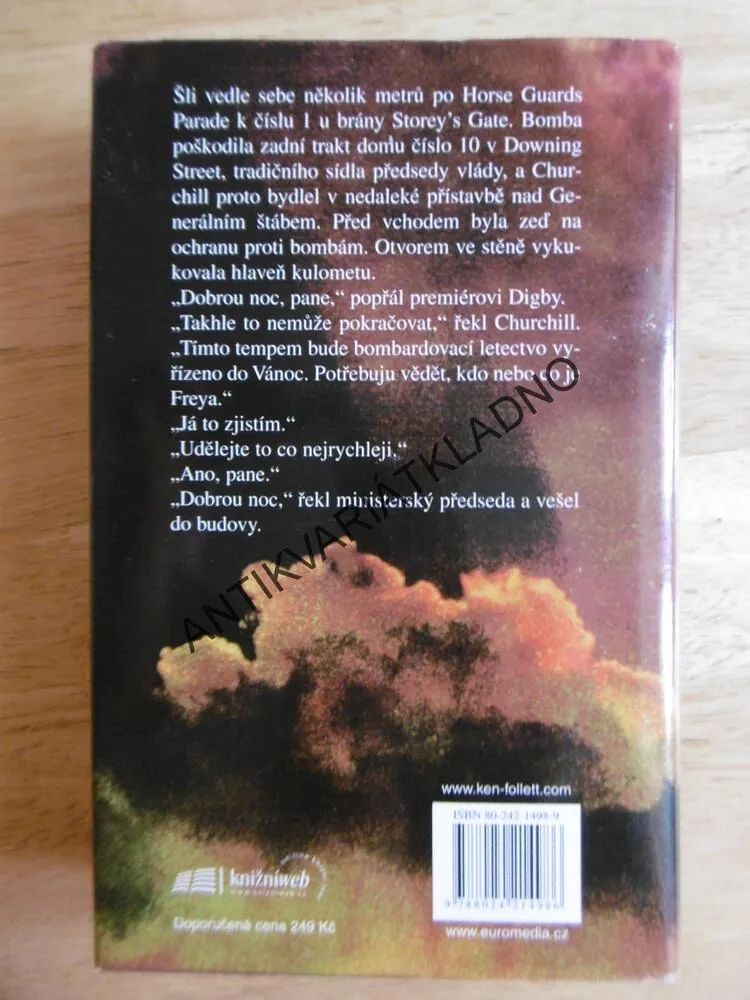 Šli vedle sebe několik metrů po Horse Guards
Parade k číslu 1 u brány Storey's Gate. Bomba
poškodila zadní trakt domu číslo 10 v Downing
Street, tradičního sídla předsedy vlády, a Chur-
chill proto bydlel v nedaleké přístavbě nad Ge-
nerálním štábem. Před vchodem byla zeď na
ochranu proti bombám. Otvorem ve stěně vyku-
kovala hlaveň kulometu.
„Dobrou noc, pane,“ popřál premiérovi Digby.
„Takhle to nemůže pokračovat,“ řekl Churchill.
„Tímto tempem bude bombardovací letectvo vy-
řízeno do Vánoc. Potřebuju vědět, kdo nebo co je
Freya.“
„Já to zjistím.“
„Udělejte to co nejrychleji.“
„Ano, pane.“
„Dobrou noc,“ řekl ministerský předseda a vešel
do budovy.
ANTIKVARIÁTKLADNO
www.ken-follett.com
ISBN 80-242-1498-9
9 788024 214986
knižníweb
www.knizniweb.cz
Doporučená cena 249 Kč
www.euromedia.cz